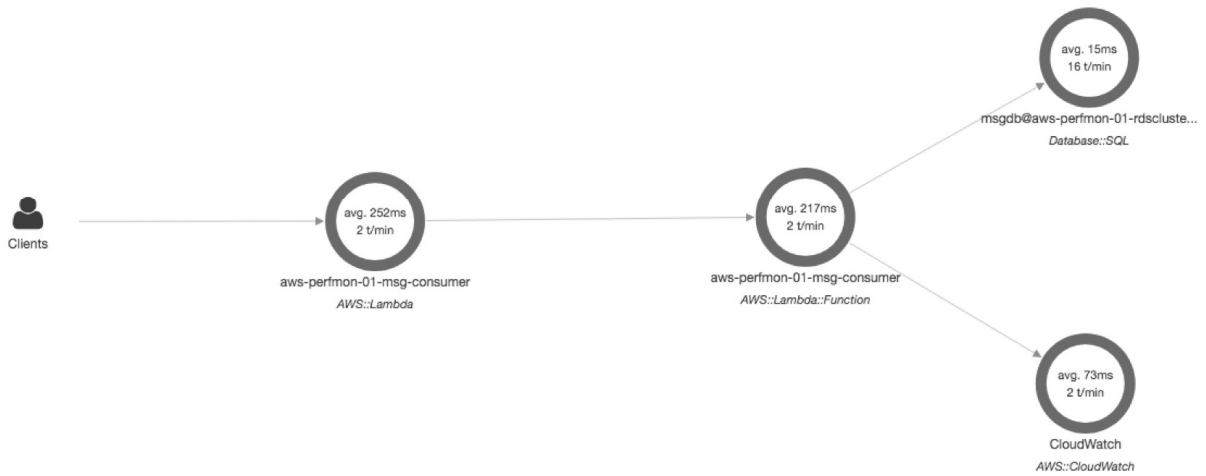 avg. 15ms
16 t/min
msgdb@aws-perfmon-01-rdscluste...
Database::SQL
Clients
avg. 252ms
2 t/min
aws-perfmon-01-msg-consumer
AWS::Lambda
avg. 217ms
2 t/min
aws-perfmon-01-msg-consumer
AWS::Lambda::Function
avg. 73ms
2 t/min
CloudWatch
AWS::CloudWatch